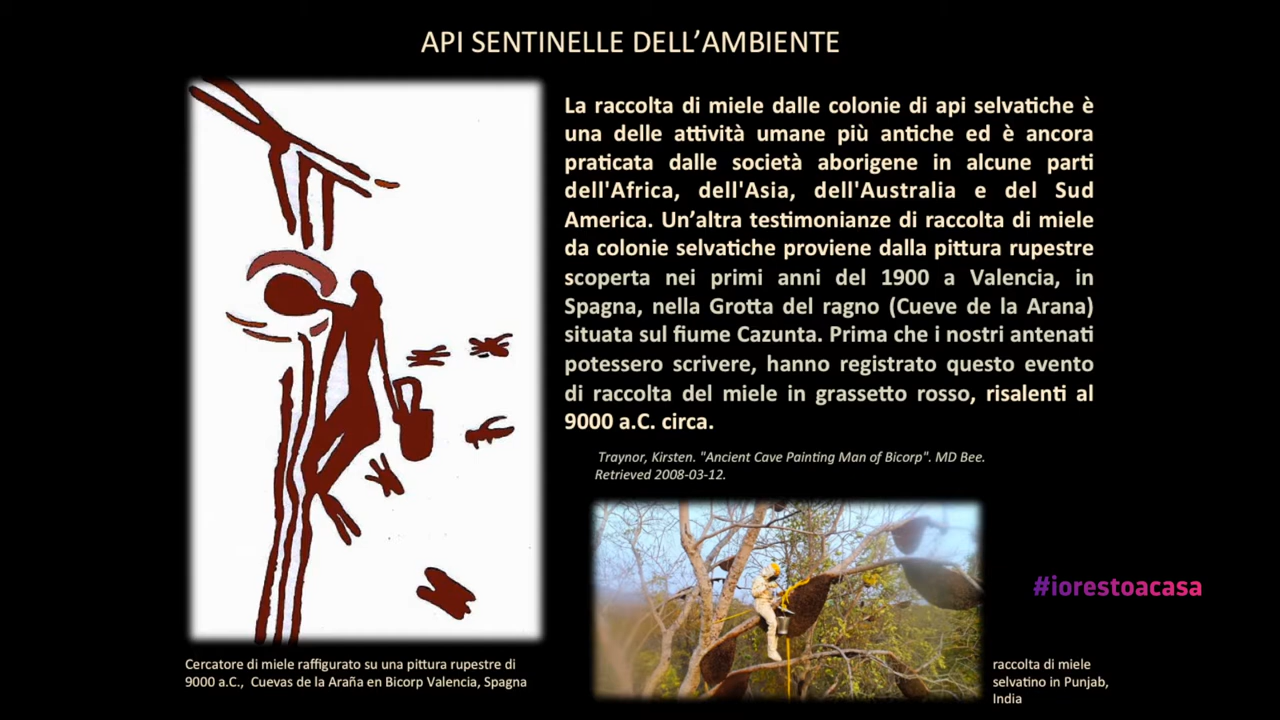 API SENTINELLE DELL’AMBIENTE
La raccolta di miele dalle colonie di api selvatiche è
una delle attività umane più antiche ed è ancora
praticata dalle società aborigene in alcune parti
dell'Africa, dell'Asia, dell'Australia e del Sud
America. Un’altra testimonianze di raccolta di miele
da colonie selvatiche proviene dalla pittura rupestre
scoperta nei primi anni del 1900 a Valencia, in
Spagna, nella Grotta del ragno (Cueve de la Arana)
situata sul fiume Cazunta. Prima che i nostri antenati
potessero scrivere, hanno registrato questo evento
di raccolta del miele in grassetto rosso, risalenti al
9000 a.C. circa.
Traynor, Kirsten. "Ancient Cave Painting Man of Bicorp". MD Bee.
Retrieved 2008-03-12.
#iorestoacasa
Cercatore di miele raffigurato su una pittura rupestre di
9000 a.C., Cuevas de la Araña en Bicorp Valencia, Spagna
raccolta di miele
selvatino in Punjab,
India